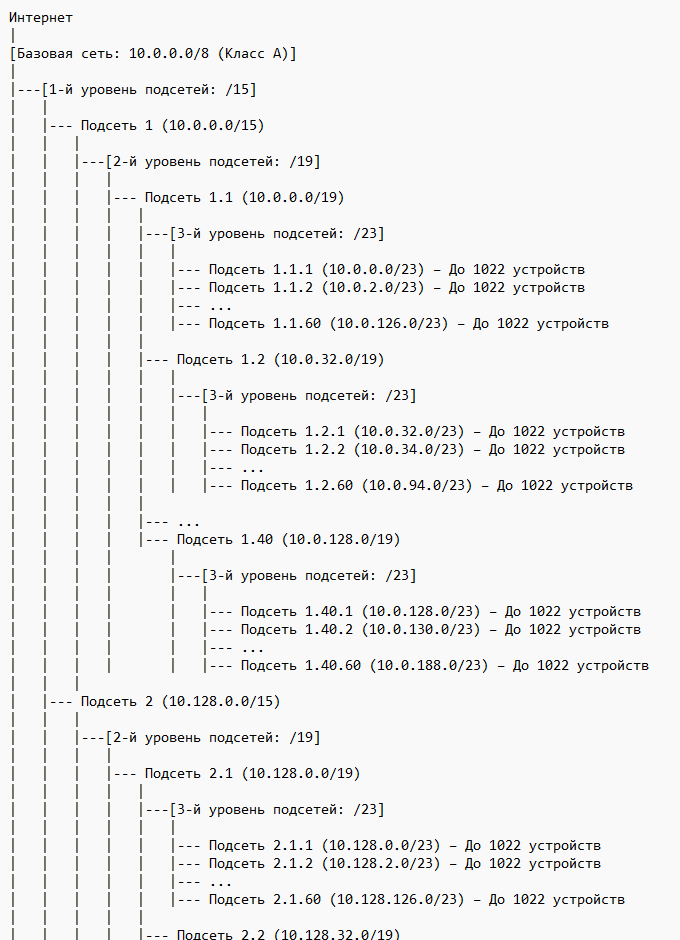 Интернет
|
[Базовая сеть: 10.0.0.0/8 (Класс A)]
|
|---[1-й уровень подсетей: /15]
|   |
|   |--- Подсеть 1 (10.0.0.0/15)
|   |   |
|   |   |---[2-й уровень подсетей: /19]
|   |   |   |
|   |   |   |--- Подсеть 1.1 (10.0.0.0/19)
|   |   |   |   |
|   |   |   |   |---[3-й уровень подсетей: /23]
|   |   |   |   |   |
|   |   |   |   |   |--- Подсеть 1.1.1 (10.0.0.0/23) – До 1022 устройств
|   |   |   |   |   |--- Подсеть 1.1.2 (10.0.2.0/23) – До 1022 устройств
|   |   |   |   |   |--- ...
|   |   |   |   |   |--- Подсеть 1.1.60 (10.0.126.0/23) – До 1022 устройств
|   |   |   |   |
|   |   |   |   |--- Подсеть 1.2 (10.0.32.0/19)
|   |   |   |   |   |
|   |   |   |   |   |---[3-й уровень подсетей: /23]
|   |   |   |   |   |   |
|   |   |   |   |   |   |--- Подсеть 1.2.1 (10.0.32.0/23) – До 1022 устройств
|   |   |   |   |   |   |--- Подсеть 1.2.2 (10.0.34.0/23) – До 1022 устройств
|   |   |   |   |   |   |--- ...
|   |   |   |   |   |   |--- Подсеть 1.2.60 (10.0.94.0/23) – До 1022 устройств
|   |   |   |   |
|   |   |   |   |--- ...
|   |   |   |   |--- Подсеть 1.40 (10.0.128.0/19)
|   |   |   |       |
|   |   |   |       |---[3-й уровень подсетей: /23]
|   |   |   |       |   |
|   |   |   |       |   |--- Подсеть 1.40.1 (10.0.128.0/23) – До 1022 устройств
|   |   |   |       |   |--- Подсеть 1.40.2 (10.0.130.0/23) – До 1022 устройств
|   |   |   |       |   |--- ...
|   |   |   |       |   |--- Подсеть 1.40.60 (10.0.188.0/23) – До 1022 устройств
|   |   |
|   |--- Подсеть 2 (10.128.0.0/15)
|   |   |
|   |   |---[2-й уровень подсетей: /19]
|   |   |   |
|   |   |   |--- Подсеть 2.1 (10.128.0.0/19)
|   |   |   |   |
|   |   |   |   |---[3-й уровень подсетей: /23]
|   |   |   |   |   |
|   |   |   |   |   |--- Подсеть 2.1.1 (10.128.0.0/23) – До 1022 устройств
|   |   |   |   |   |--- Подсеть 2.1.2 (10.128.2.0/23) – До 1022 устройств
|   |   |   |   |   |--- ...
|   |   |   |   |   |--- Подсеть 2.1.60 (10.128.126.0/23) – До 1022 устройств
|   |   |   |   |
|   |   |   |   |--- Подсеть 2.2 (10.128.32.0/19)